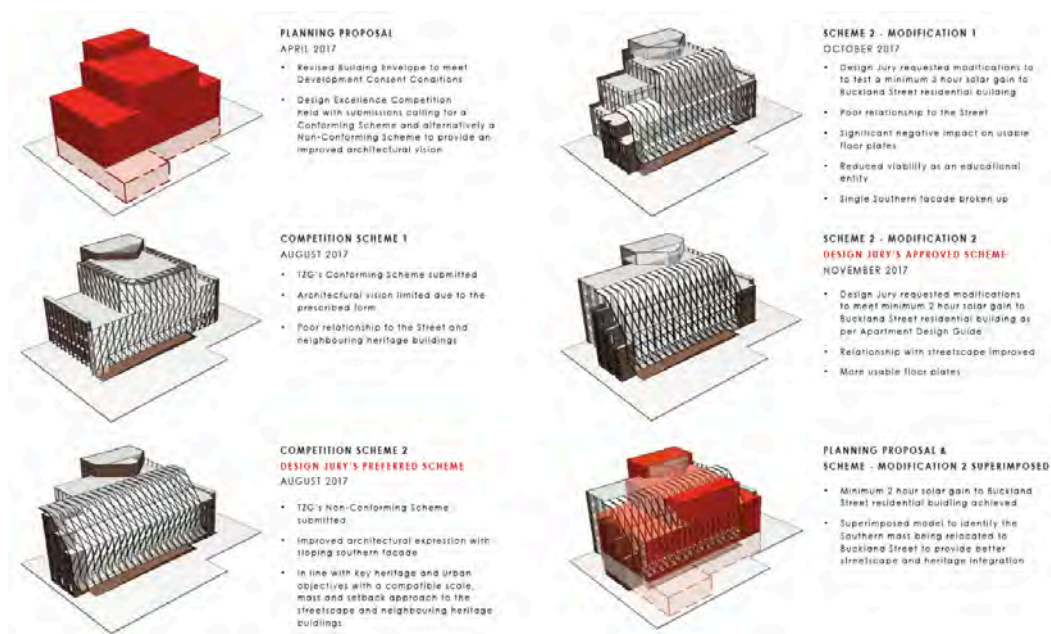 PLANNING PROPOSAL
APRIL 2017
• Revised Building Envelope to meet
Development Consent Conditions
• Design Excellence Competition
held with submissions calling for a
Conforming Scheme and alternatively a
Non-Conforming Scheme to provide an
improved architectural vision
COMPETITION SCHEME 1
AUGUST 2017
• TZG's Conforming Scheme submitted
• Architectural vision limited due to the
prescribed form
• Poor relationship to the Street and
neighbouring heritage buildings
COMPETITION SCHEME 2
DESIGN JURY'S PREFERRED SCHEME
AUGUST 2017
• TZG's Non-Conforming Scheme
submitted
• Improved architectural expression with
sloping southern facade
• In line with key heritage and urban
objectives with a compatible scale,
mass and setback approach to the
streetscape and neighbouring heritage
buildings
SCHEME 2 - MODIFICATION 1
OCTOBER 2017
• Design Jury requested modifications to
to test a minimum 3 hour solar gain to
Buckland Street residential building
• Poor relationship to the Street
• Significant negative impact on usable
floor plates
• Reduced viability as an educational
entity
• Single Southern facade broken up
SCHEME 2 - MODIFICATION 2
DESIGN JURY'S APPROVED SCHEME
NOVEMBER 2017
• Design Jury requested modifications
to meet minimum 2 hour solar gain to
Buckland Street residential building as
per Apartment Design Guide
• Relationship with streetscape improved
• More usable floor plates
PLANNING PROPOSAL &
SCHEME - MODIFICATION 2 SUPERIMPOSED
• Minimum 2 hour solar gain to Buckland
Street residential buidling achieved
• Superimposed model to identify the
Southern mass being relocated to
Buckland Street to provide better
streetscape and heritage integration